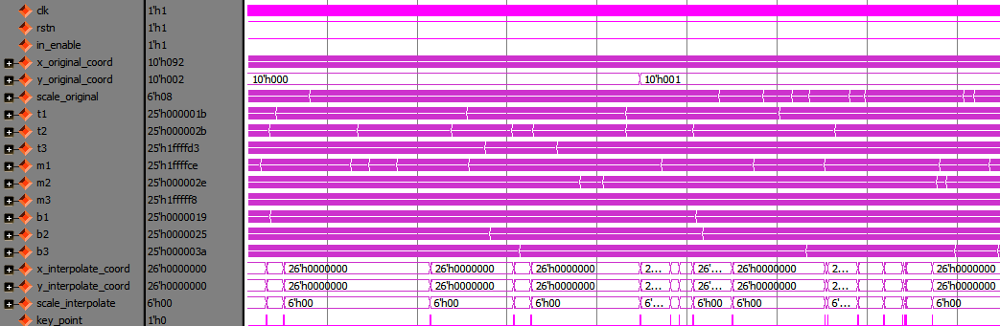 clk 1'h1
rstn 1'h1
in_enable 1'h1
x_original_coord 10'h092
y_original_coord 10'h002 10'h000 10'h001
scale_original 6'h08
t1 25'h000001b
t2 25'h000002b
t3 25'h1ffffd3
m1 25'h1ffffce
m2 25'h000002e
m3 25'h1fffff8
b1 25'h0000019
b2 25'h0000025
b3 25'h000003a
x_interpolate_coord 26'h0000000 26'h0000000 26'h0000000 26'h0000000 2... 26'... 26'h0000000 2... 26'h0000000
y_interpolate_coord 26'h0000000 26'h0000000 26'h0000000 26'h0000000 2... 26'... 26'h0000000 2... 26'h0000000
scale_interpolate 6'h00 6'h00 6'h00 6'h00 6'... 6'h00 6'h00 6'... 6'h00
key_point 1'h0